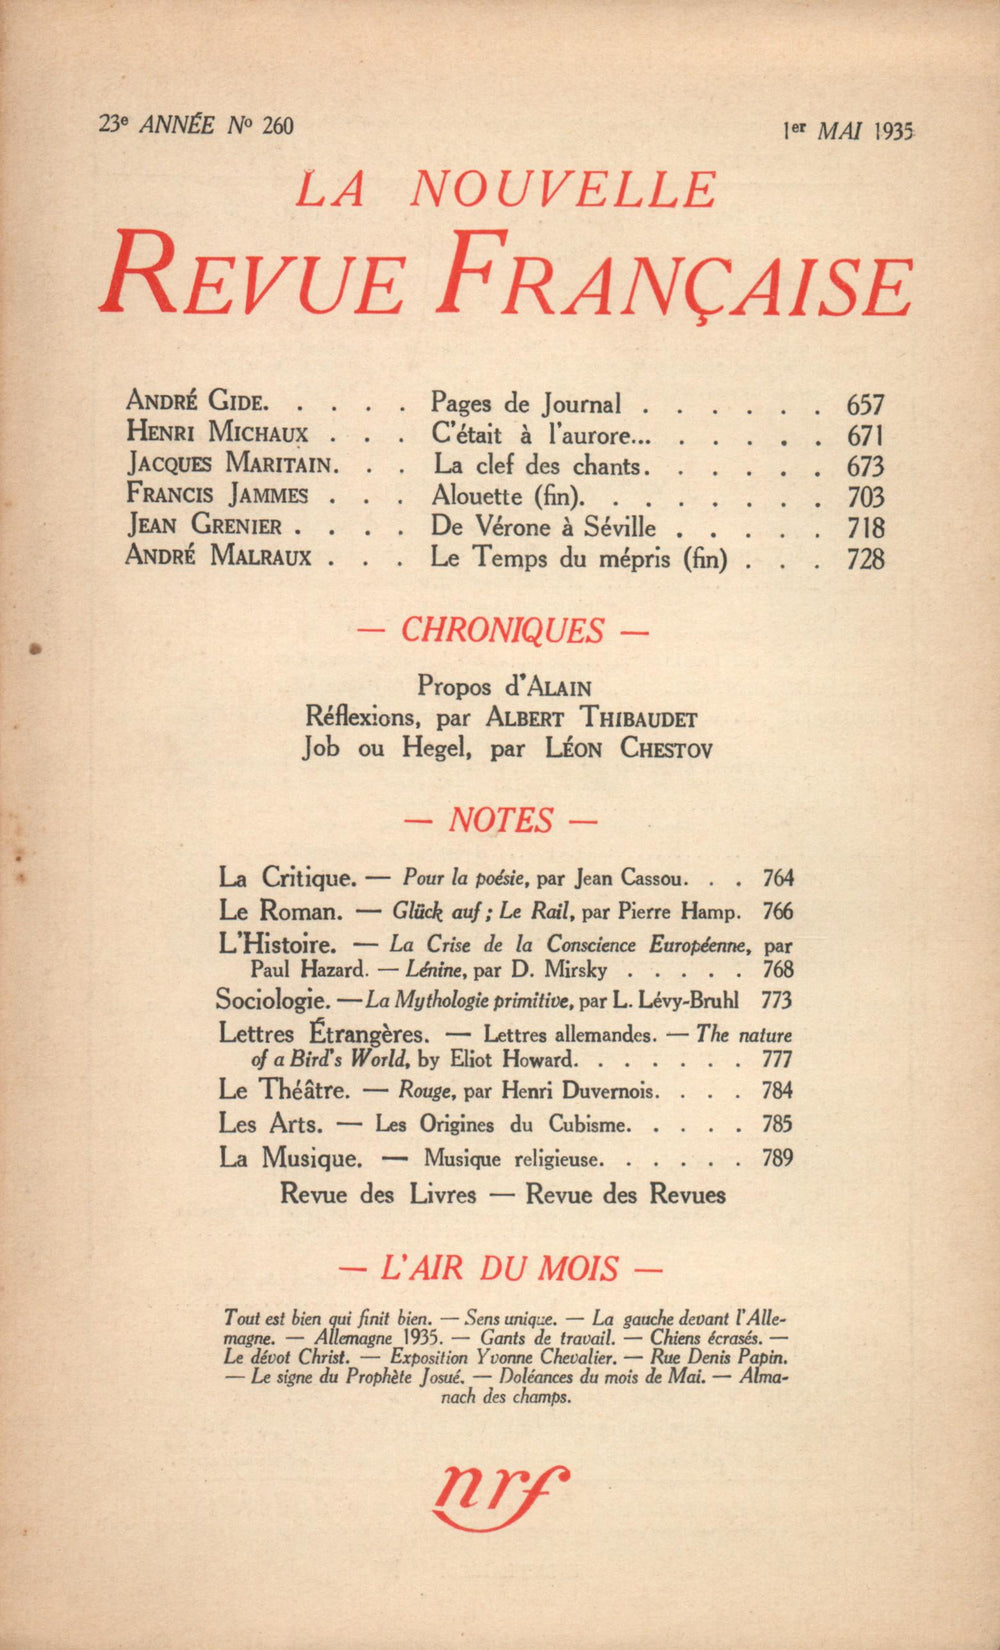 23e ANNÉE No 260 1er MAI 1935
LA NOUVELLE
REVUE FRANÇAISE
ANDRÉ GIDE. . . . . Pages de Journal . . . . . . 657
HENRI MICHAUX . . . C'était à l'aurore... . . . . . 671
JACQUES MARITAIN. . . La clef des chants. . . . . . 673
FRANCIS JAMMES . . . Alouette (fin). . . . . . . . 703
JEAN GRENIER . . . . De Vérone à Séville . . . . . 718
ANDRÉ MALRAUX . . . Le Temps du mépris (fin) . . . 728
— CHRONIQUES —
Propos d'ALAIN
Réflexions, par ALBERT THIBAUDET
Job ou Hegel, par LÉON CHESTOV
— NOTES —
La Critique. — Pour la poésie, par Jean Cassou. . . 764
Le Roman. — Glück auf ; Le Rail, par Pierre Hamp. 766
L'Histoire. — La Crise de la Conscience Européenne, par
Paul Hazard. — Lénine, par D. Mirsky . . . . . 768
Sociologie. — La Mythologie primitive, par L. Lévy-Bruhl 773
Lettres Étrangères. — Lettres allemandes. — The nature
of a Bird's World, by Eliot Howard. . . . . . . 777
Le Théâtre. — Rouge, par Henri Duvernois. . . . 784
Les Arts. — Les Origines du Cubisme. . . . . 785
La Musique. — Musique religieuse. . . . . . 789
Revue des Livres — Revue des Revues
— L'AIR DU MOIS —
Tout est bien qui finit bien. — Sens unique. — La gauche devant l'Alle-
magne. — Allemagne 1935. — Gants de travail. — Chiens écrasés. —
Le dévot Christ. — Exposition Yvonne Chevalier. — Rue Denis Papin.
— Le signe du Prophète Josué. — Doléances du mois de Mai. — Alma-
nach des champs.
nrf